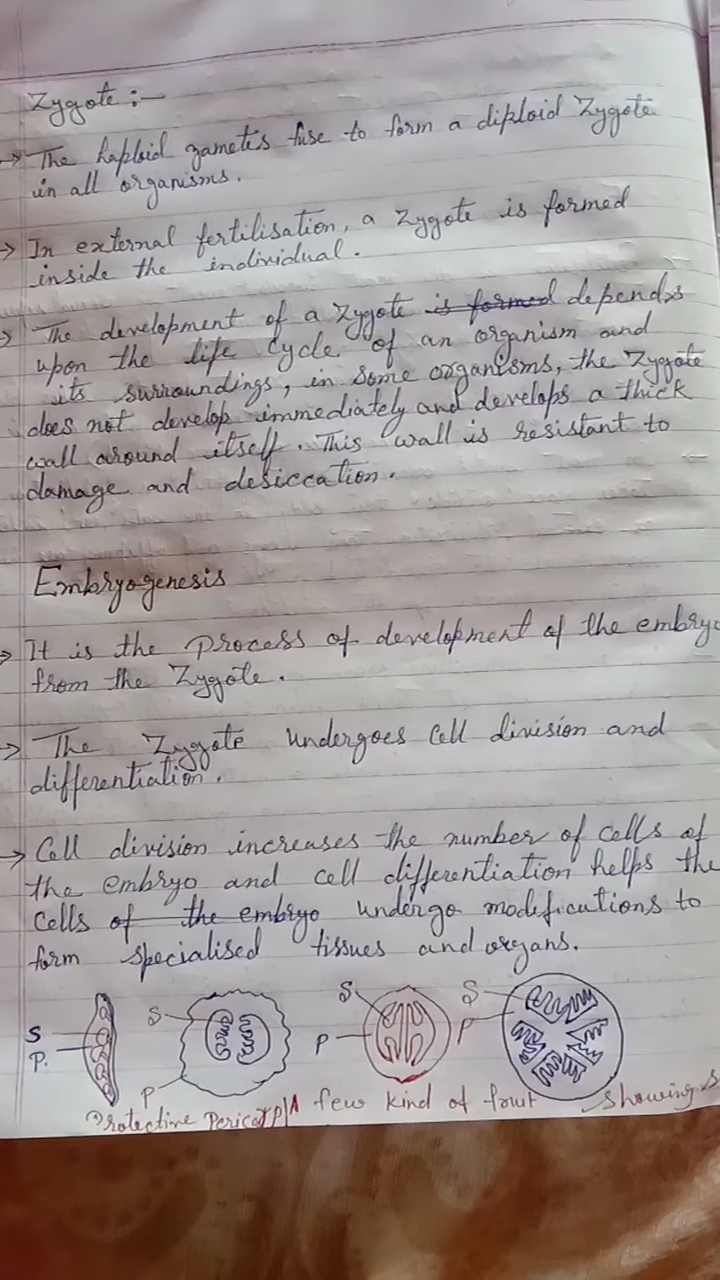 Zygote :-
→ The haploid gametes fuse to form a diploid Zygote
in all organisms.
→ In external fertilisation, a zygote is formed
inside the individual.
→ The development of a zygote is formed depends
upon the life cycle of an organism and
its surroundings, in some organisms, the zygote
does not develop immediately and develops a thick
wall around itself. This wall is resistant to
damage and desiccation.
Embryogenesis
→ It is the process of development of the embryo
from the Zygote.
→ The Zygote undergoes cell division and
differentiation.
→ Cell division increases the number of cells of
the embryo and cell differentiation helps the
cells of the embryo undergo modifications to
form specialised tissues and organs.
S S S S
P. P P P
Protective Pericarp/A few kind of fruit showing S